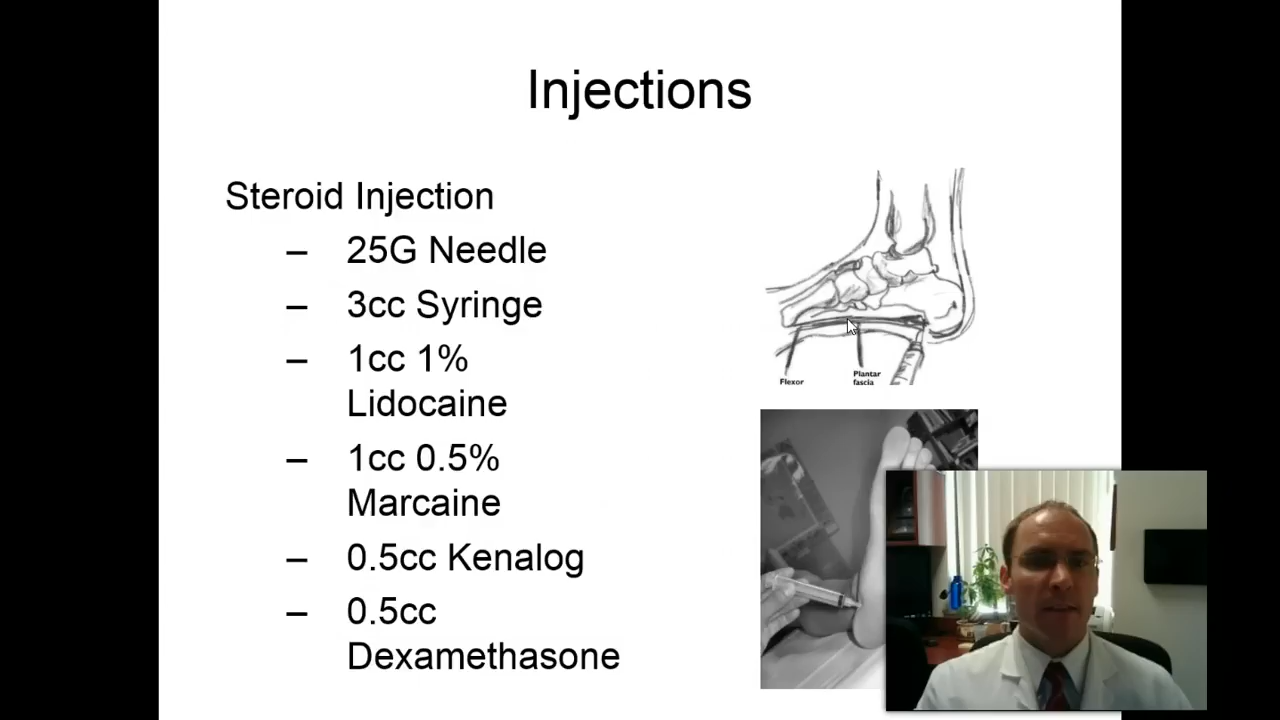 Injections
Steroid Injection
– 25G Needle
– 3cc Syringe
– 1cc 1%
Lidocaine
– 1cc 0.5%
Marcaine
– 0.5cc Kenalog
– 0.5cc
Dexamethasone
Flexor
Plantar
fascia